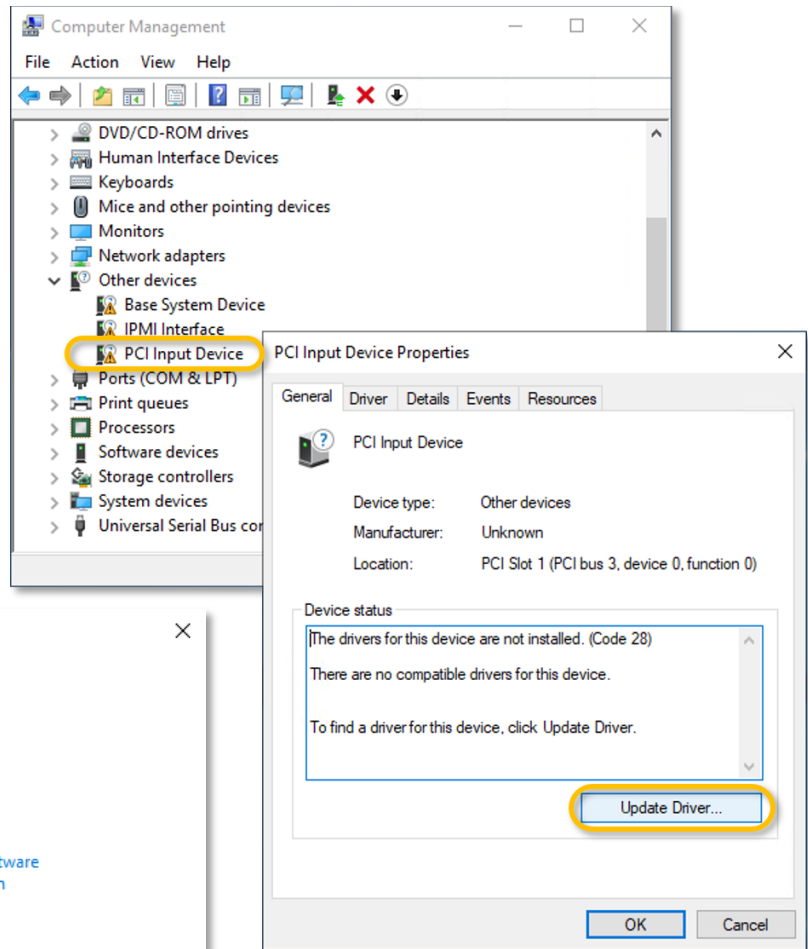 Computer Management
File Action View Help
DVD/CD-ROM drives
Human Interface Devices
Keyboards
Mice and other pointing devices
Monitors
Network adapters
Other devices
Base System Device
IPMI Interface
PCI Input Device
Ports (COM & LPT)
Print queues
Processors
Software devices
Storage controllers
System devices
Universal Serial Bus cor
PCI Input Device Properties
General Driver Details Events Resources
PCI Input Device
Device type: Other devices
Manufacturer: Unknown
Location: PCI Slot 1 (PCI bus 3, device 0, function 0)
Device status
The drivers for this device are not installed. (Code 28)
There are no compatible drivers for this device.
To find a driver for this device, click Update Driver.
Update Driver...
OK Cancel
tware
n